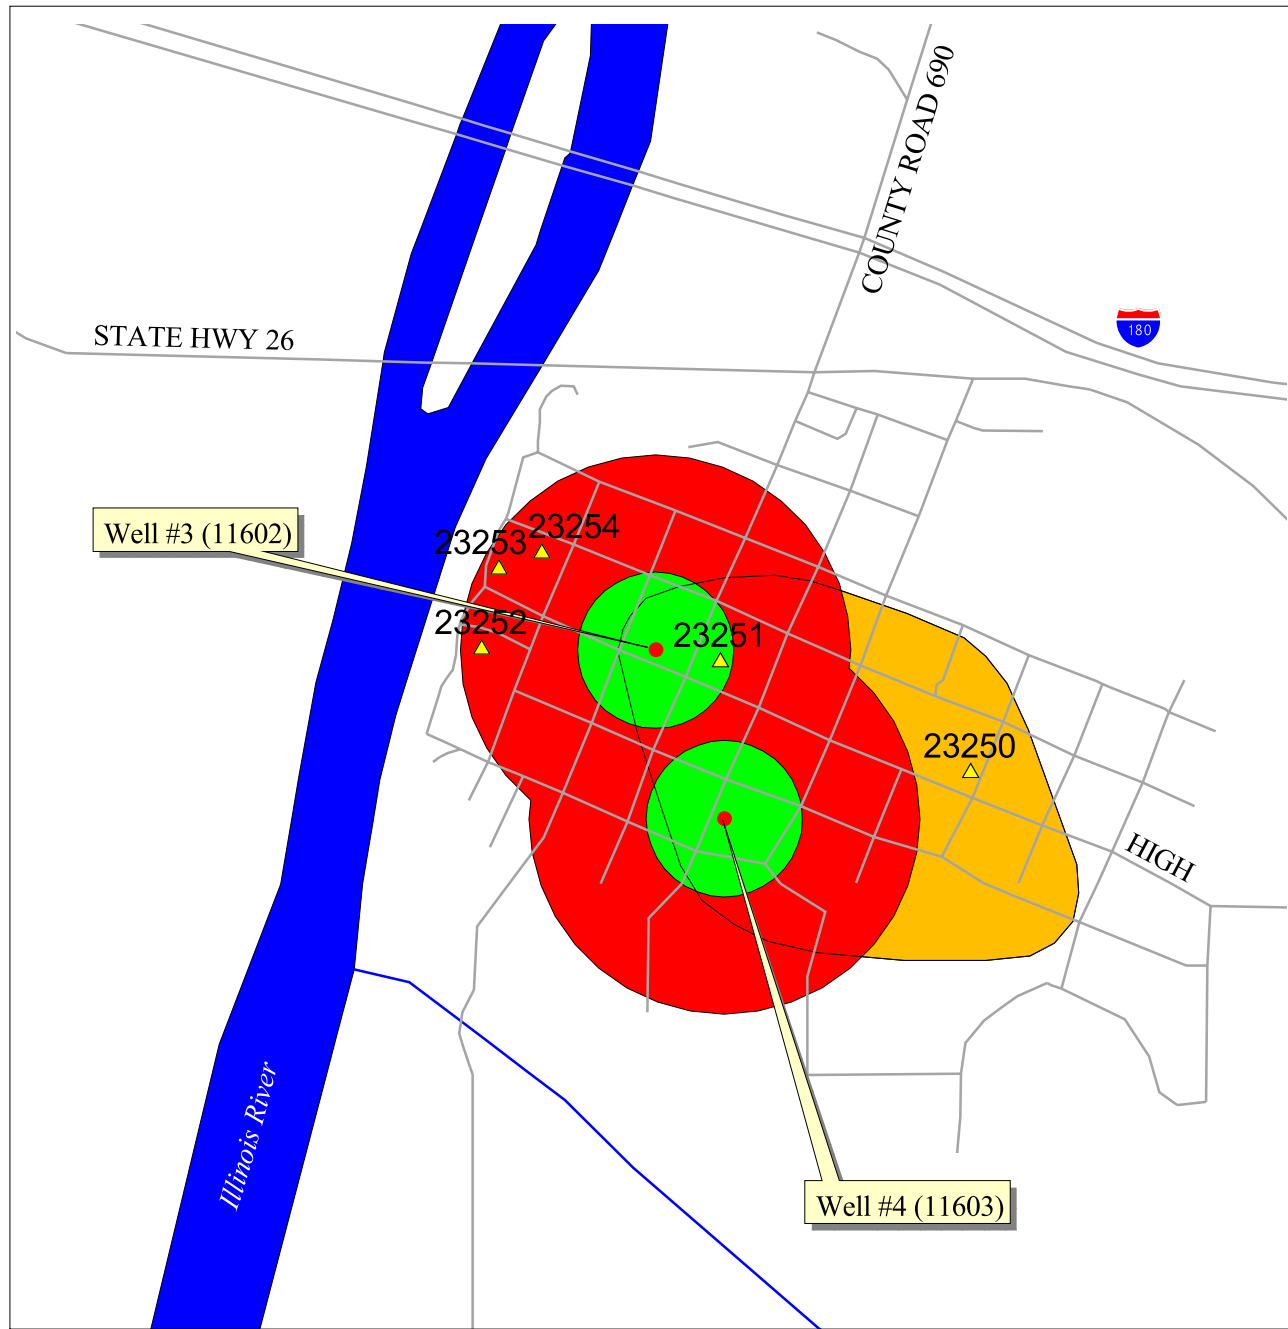 COUNTY ROAD 690
180
STATE HWY 26
Well #3 (11602)
23254
23253
23252
23251
23250
HIGH
Illinois River
Well #4 (11603)